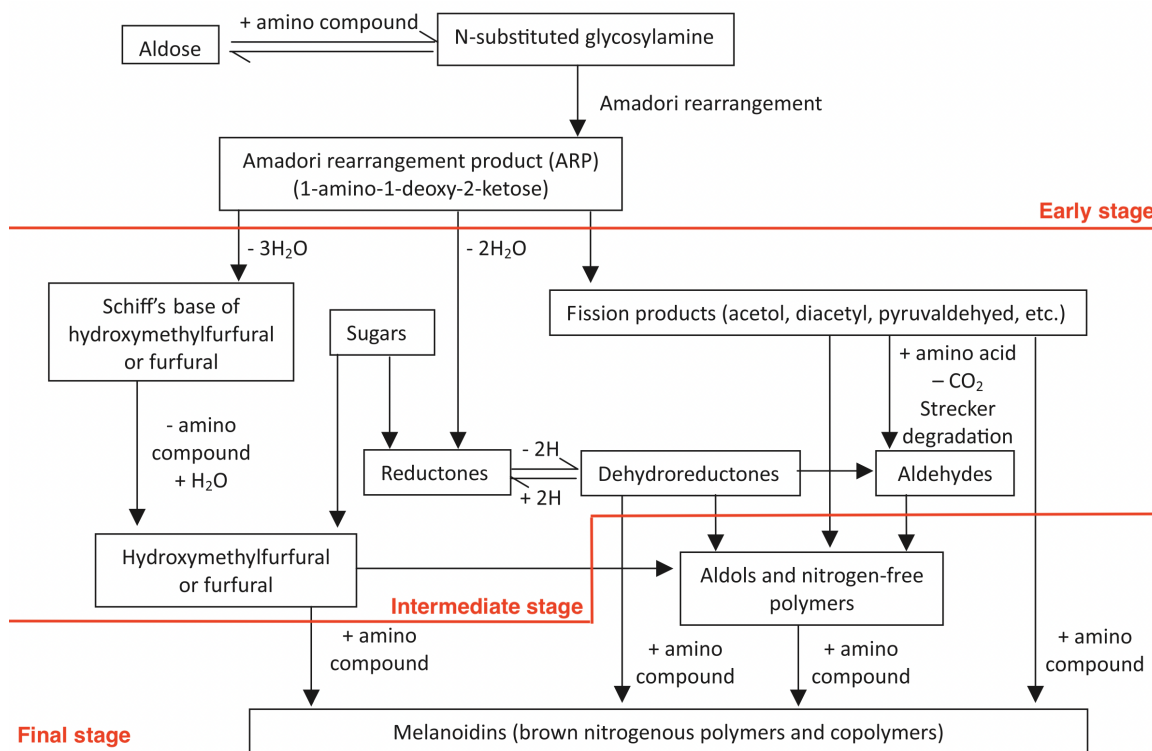 + amino compound
Aldose
N-substituted glycosylamine
Amadori rearrangement
Amadori rearrangement product (ARP)
(1-amino-1-deoxy-2-ketose)
Early stage
- 3H₂O
- 2H₂O
Schiff's base of
hydroxymethylfurfural
or furfural
Sugars
Fission products (acetol, diacetyl, pyruvaldehyed, etc.)
+ amino acid
– CO₂
Strecker
degradation
- amino
compound
+ H₂O
Reductones
- 2H
+ 2H
Dehydroreductones
Aldehydes
Hydroxymethylfurfural
or furfural
Aldols and nitrogen-free
polymers
Intermediate stage
+ amino
compound
+ amino
compound
+ amino
compound
+ amino
compound
Final stage
Melanoidins (brown nitrogenous polymers and copolymers)